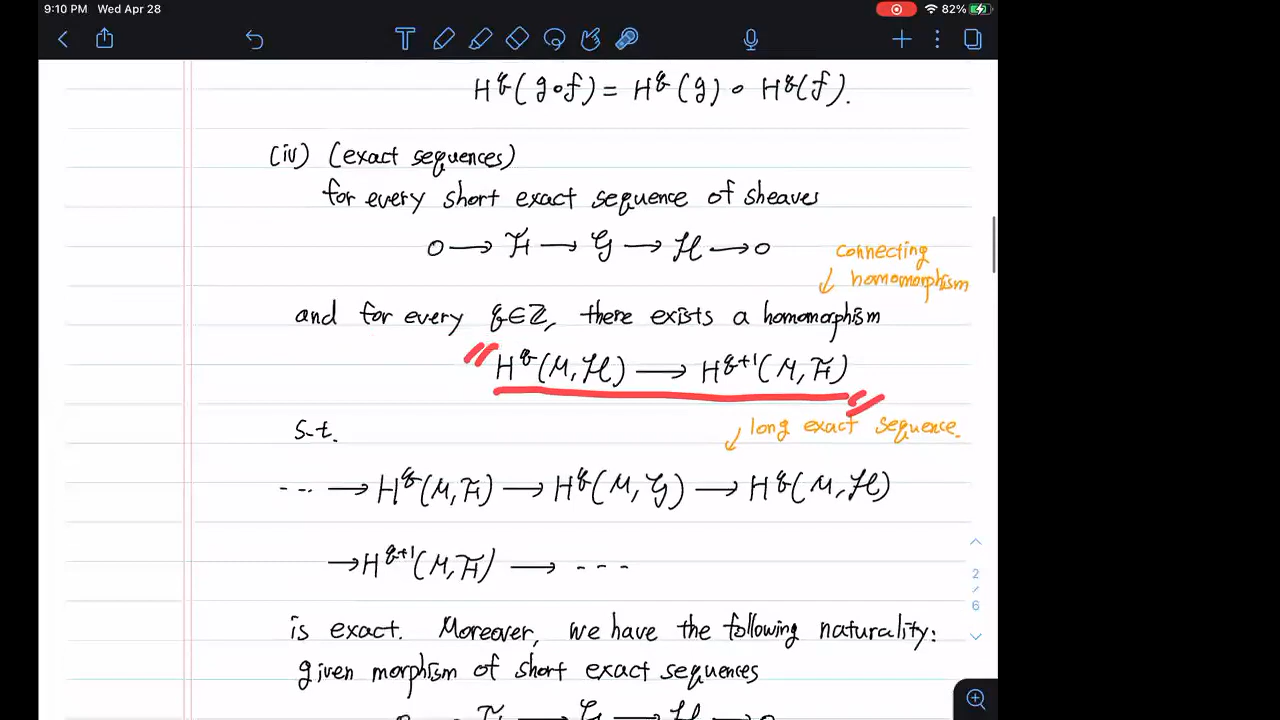 9:10 PM Wed Apr 28
82%
H^q(g∘f) = H^q(g) ∘ H^q(f).
(iv) (exact sequences)
for every short exact sequence of sheaves
0 → ℱ → 𝒢 → ℋ → 0
connecting
↓ homomorphism
and for every q∈ℤ, there exists a homomorphism
H^q(M,ℋ) → H^{q+1}(M,ℱ)
s.t.
↓ long exact sequence.
--- → H^q(M,ℱ) → H^q(M,𝒢) → H^q(M,ℋ)
→ H^{q+1}(M,ℱ) → ---
2
/
6
is exact. Moreover, we have the following naturality:
given morphism of short exact sequences